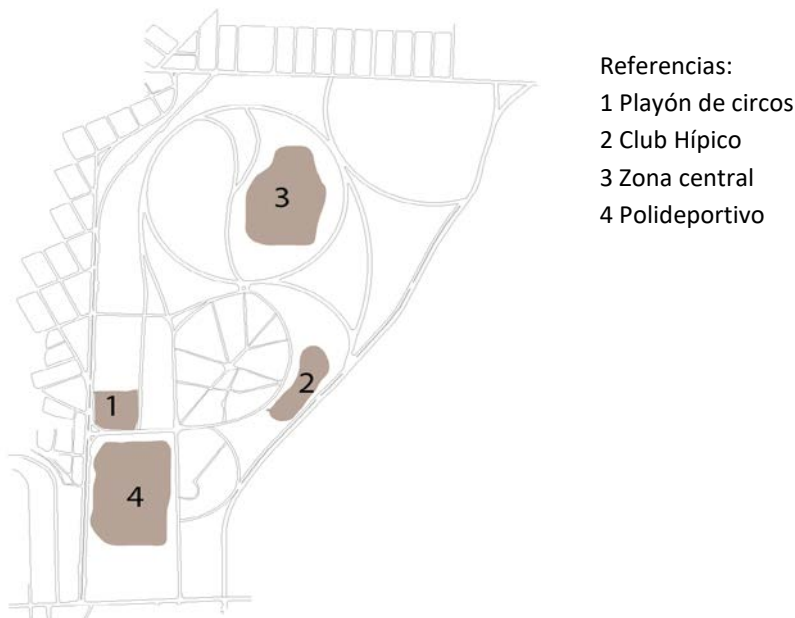 Referencias:
1 Playón de circos
2 Club Hípico
3 Zona central
4 Polideportivo
3
2
1
4